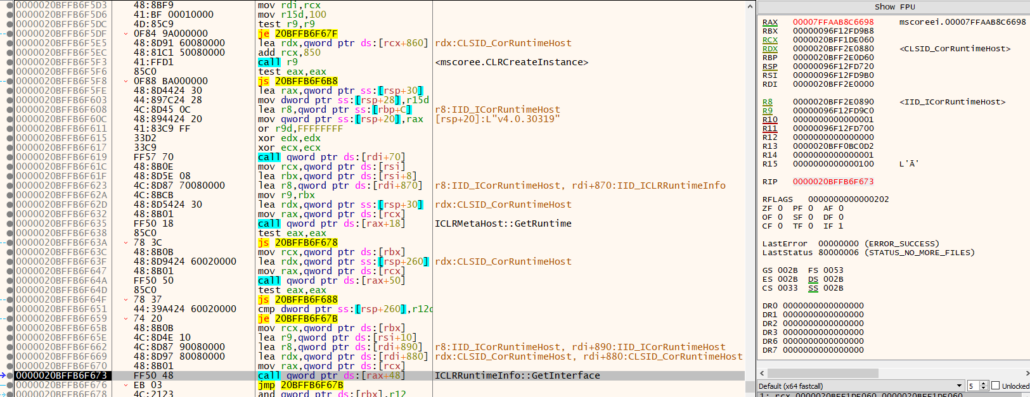 Show FPU
0000020BFFB6F5D3 48:8BF9 mov rdi,rcx
0000020BFFB6F5D6 41:BF 00010000 mov r15d,100
0000020BFFB6F5DC 4D:85C9 test r9,r9
0000020BFFB6F5DF 0F84 9A000000 je 20BFFB6F67F
0000020BFFB6F5E5 48:8D91 60080000 lea rdx,qword ptr ds:[rcx+860] rdx:CLSID_CorRuntimeHost
0000020BFFB6F5EC 48:81C1 50080000 add rcx,850
0000020BFFB6F5F3 41:FFD1 call r9 <mscoree.CLRCreateInstance>
0000020BFFB6F5F6 85C0 test eax,eax
0000020BFFB6F5F8 0F88 BA000000 js 20BFFB6F6B8
0000020BFFB6F5FE 48:8D4424 30 lea rax,qword ptr ss:[rsp+30]
0000020BFFB6F603 44:897C24 28 mov dword ptr ss:[rsp+28],r15d
0000020BFFB6F608 4C:8D45 0C lea r8,qword ptr ss:[rbp+C] r8:IID_ICorRuntimeHost
0000020BFFB6F60C 48:894424 20 mov qword ptr ss:[rsp+20],rax [rsp+20]:L"v4.0.30319"
0000020BFFB6F611 41:83C9 FF or r9d,FFFFFFFF
0000020BFFB6F615 33D2 xor edx,edx
0000020BFFB6F617 33C9 xor ecx,ecx
0000020BFFB6F619 FF57 70 call qword ptr ds:[rdi+70]
0000020BFFB6F61C 48:8B0E mov rcx,qword ptr ds:[rsi]
0000020BFFB6F61F 48:8D5E 08 lea rbx,qword ptr ds:[rsi+8]
0000020BFFB6F623 4C:8D87 70080000 lea r8,qword ptr ds:[rdi+870] r8:IID_ICorRuntimeHost, rdi+870:IID_ICLRRuntimeInfo
0000020BFFB6F62A 4C:8BCB mov r9,rbx
0000020BFFB6F62D 48:8D5424 30 lea rdx,qword ptr ss:[rsp+30] rdx:CLSID_CorRuntimeHost
0000020BFFB6F632 48:8B01 mov rax,qword ptr ds:[rcx]
0000020BFFB6F635 FF50 18 call qword ptr ds:[rax+18] ICLRMetaHost::GetRuntime
0000020BFFB6F638 85C0 test eax,eax
0000020BFFB6F63A 78 3C js 20BFFB6F678
0000020BFFB6F63C 48:8B0B mov rcx,qword ptr ds:[rbx]
0000020BFFB6F63F 48:8D9424 60020000 lea rdx,qword ptr ss:[rsp+260] rdx:CLSID_CorRuntimeHost
0000020BFFB6F647 48:8B01 mov rax,qword ptr ds:[rcx]
0000020BFFB6F64A FF50 50 call qword ptr ds:[rax+50]
0000020BFFB6F64D 85C0 test eax,eax
0000020BFFB6F64F 78 37 js 20BFFB6F688
0000020BFFB6F651 44:39A424 60020000 cmp dword ptr ss:[rsp+260],r12d
0000020BFFB6F659 74 20 je 20BFFB6F67B
0000020BFFB6F65B 48:8B0B mov rcx,qword ptr ds:[rbx]
0000020BFFB6F65E 4C:8D4E 10 lea r9,qword ptr ds:[rsi+10]
0000020BFFB6F662 4C:8D87 90080000 lea r8,qword ptr ds:[rdi+890] r8:IID_ICorRuntimeHost, rdi+890:IID_ICorRuntimeHost
0000020BFFB6F669 48:8D97 80080000 lea rdx,qword ptr ds:[rdi+880] rdx:CLSID_CorRuntimeHost, rdi+880:CLSID_CorRuntimeHost
0000020BFFB6F670 48:8B01 mov rax,qword ptr ds:[rcx]
0000020BFFB6F673 FF50 48 call qword ptr ds:[rax+48] ICLRRuntimeInfo::GetInterface
0000020BFFB6F676 EB 03 jmp 20BFFB6F67B
4C:2123 and qword ptr ds:[rbx],r12
RAX 00007FFAAB8C6698 mscoreei.00007FFAAB8C6698
RBX 00000096F12FD9B8
RCX 0000020BFF1DE060
RDX 0000020BFF2E0880 <CLSID_CorRuntimeHost>
RBP 0000020BFF2E0D60
RSP 00000096F12FD720
RSI 00000096F12FD9B0
RDI 0000020BFF2E0000
R8 0000020BFF2E0890 <IID_ICorRuntimeHost>
R9 00000096F12FD9C0
R10 0000000000000001
R11 00000096F12FD700
R12 0000000000000000
R13 0000020BFF0BC0D2
R14 0000000000000001
R15 0000000000000100 L'Ā'
RIP 0000020BFFB6F673
RFLAGS 0000000000000202
ZF 0 PF 0 AF 0
OF 0 SF 0 DF 0
CF 0 TF 0 IF 1
LastError 00000000 (ERROR_SUCCESS)
LastStatus 80000006 (STATUS_NO_MORE_FILES)
GS 002B FS 0053
ES 002B DS 002B
CS 0033 SS 002B
DR0 0000000000000000
DR1 0000000000000000
DR2 0000000000000000
DR3 0000000000000000
DR6 0000000000000000
DR7 0000000000000000
Default (x64 fastcall) 5 Unlocked
1: rcx 0000020BFF1DE060 0000020BFF1DE060